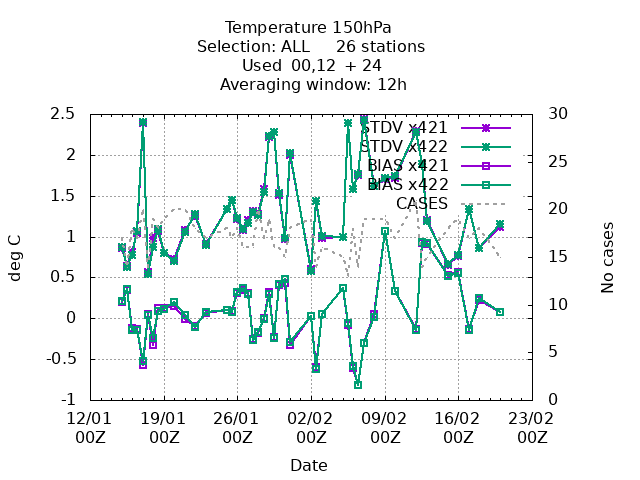 Temperature 150hPa
Selection: ALL 26 stations
Used 00,12 + 24
Averaging window: 12h
2.5
2
1.5
1
0.5
0
-0.5
-1
deg C
30
25
20
15
10
5
0
No cases
STDV x421
STDV x422
BIAS x421
BIAS x422
CASES
12/01 19/01 26/01 02/02 09/02 16/02 23/02
00Z 00Z 00Z 00Z 00Z 00Z 00Z
Date